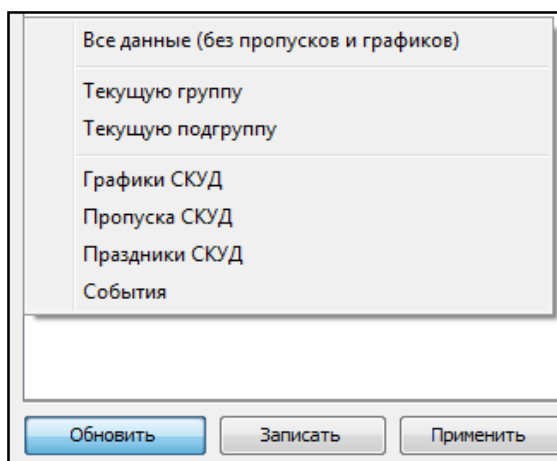 Все данные (без пропусков и графиков)
Текущую группу
Текущую подгруппу
Графики СКУД
Пропуска СКУД
Праздники СКУД
События
Обновить Записать Применить